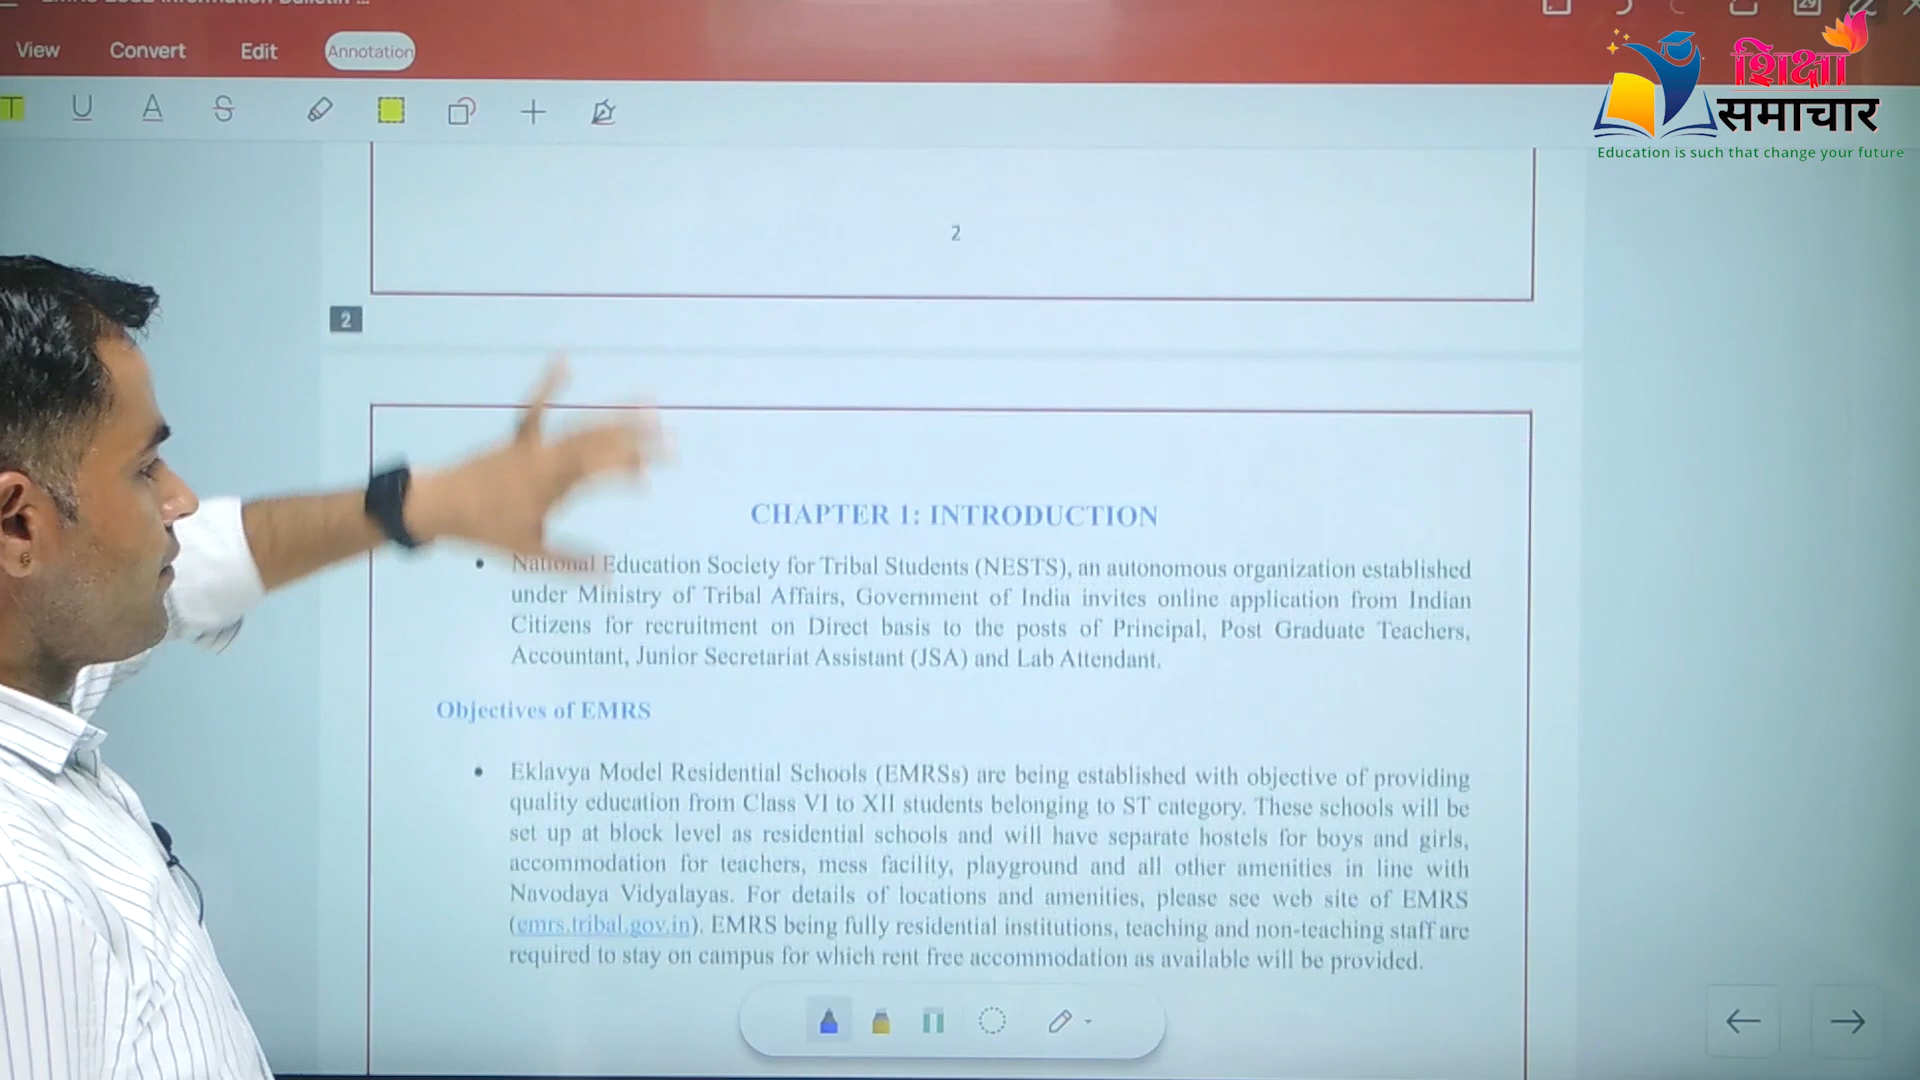 View Convert Edit Annotation
T U A S
29
शिक्षा
समाचार
Education is such that change your future
2
2
CHAPTER 1: INTRODUCTION
• National Education Society for Tribal Students (NESTS), an autonomous organization established
under Ministry of Tribal Affairs, Government of India invites online application from Indian
Citizens for recruitment on Direct basis to the posts of Principal, Post Graduate Teachers,
Accountant, Junior Secretariat Assistant (JSA) and Lab Attendant.
Objectives of EMRS
• Eklavya Model Residential Schools (EMRSs) are being established with objective of providing
quality education from Class VI to XII students belonging to ST category. These schools will be
set up at block level as residential schools and will have separate hostels for boys and girls,
accommodation for teachers, mess facility, playground and all other amenities in line with
Navodaya Vidyalayas. For details of locations and amenities, please see web site of EMRS
(emrs.tribal.gov.in). EMRS being fully residential institutions, teaching and non-teaching staff are
required to stay on campus for which rent free accommodation as available will be provided.